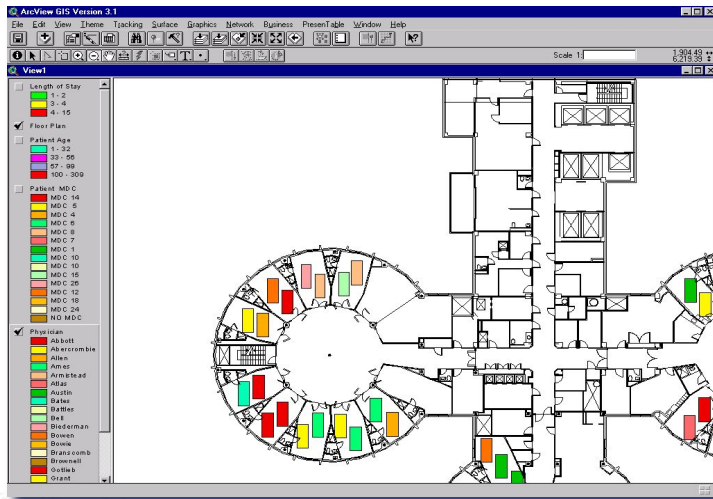 ArcView GIS Version 3.1
File Edit View Theme Tracking Surface Graphics Network Business PresenTable Window Help
Scale 1:
1,904.49
6,219.39
View1
Length of Stay
1 - 2
3 - 4
4 - 15
Floor Plan
Patient Age
1 - 32
33 - 56
57 - 99
100 - 309
Patient MDC
MDC 14
MDC 5
MDC 4
MDC 6
MDC 8
MDC 7
MDC 1
MDC 10
MDC 10
MDC 15
MDC 26
MDC 12
MDC 18
MDC 24
NO MDC
Physician
Abbott
Abercrombie
Allen
Ames
Armistead
Atlas
Austin
Bates
Battles
Bell
Biederman
Bowen
Bowie
Branscomb
Brownell
Gotlieb
Grant